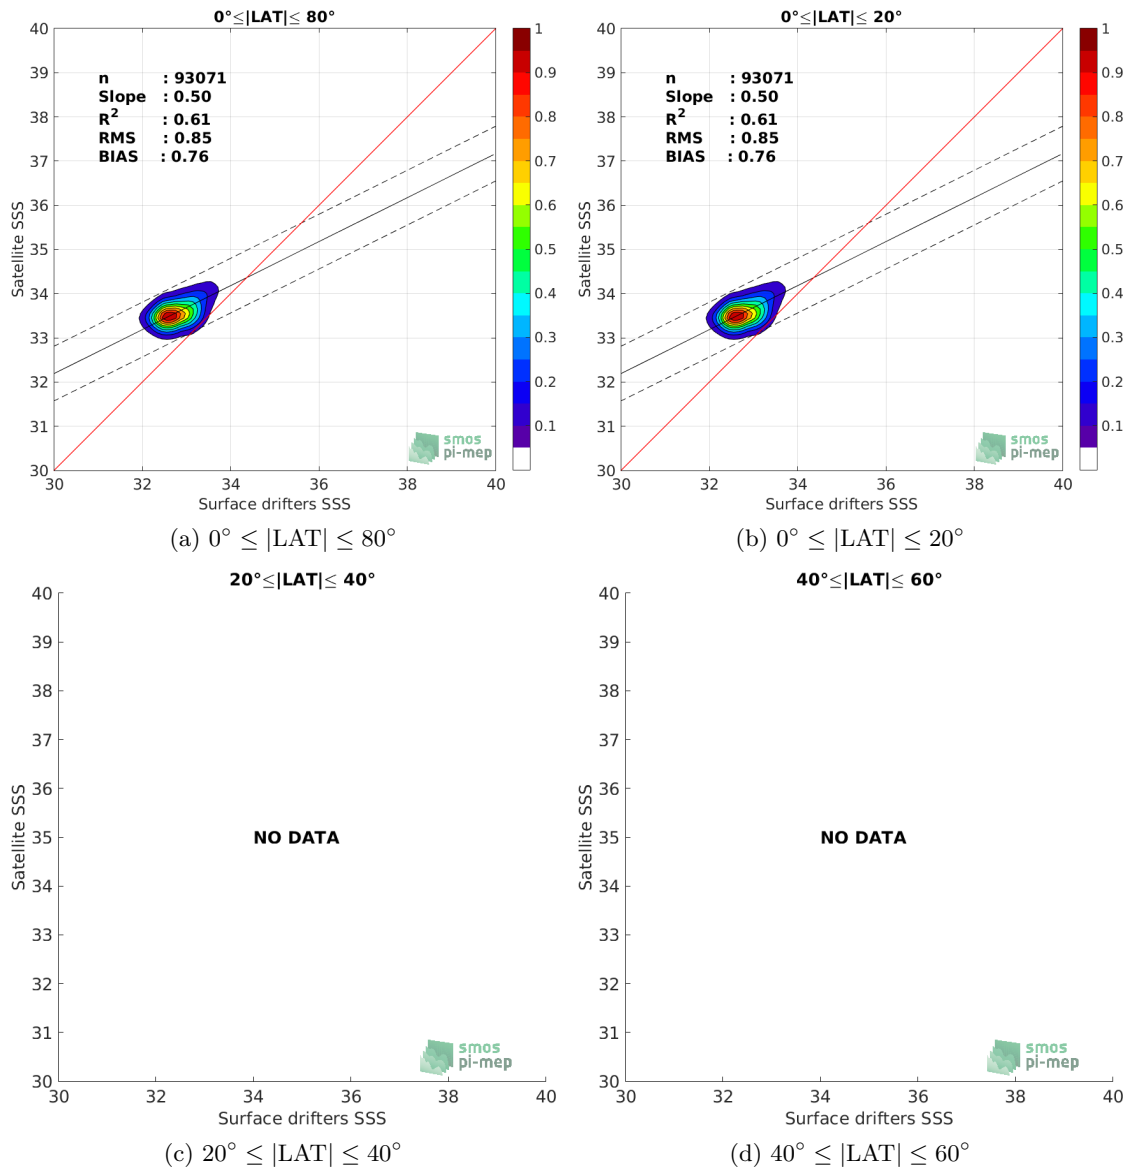 0°≤|LAT|≤ 80°
40
39
38
37
36
35
34
33
32
31
30
Satellite SSS
n : 93071
Slope : 0.50
R2 : 0.61
RMS : 0.85
BIAS : 0.76
smos
pi-mep
30 32 34 36 38 40
Surface drifters SSS
1
0.9
0.8
0.7
0.6
0.5
0.4
0.3
0.2
0.1
(a) 0° ≤ |LAT| ≤ 80°
0°≤|LAT|≤ 20°
40
39
38
37
36
35
34
33
32
31
30
Satellite SSS
n : 93071
Slope : 0.50
R2 : 0.61
RMS : 0.85
BIAS : 0.76
smos
pi-mep
30 32 34 36 38 40
Surface drifters SSS
1
0.9
0.8
0.7
0.6
0.5
0.4
0.3
0.2
0.1
(b) 0° ≤ |LAT| ≤ 20°
20°≤|LAT|≤ 40°
40
39
38
37
36
35
34
33
32
31
30
Satellite SSS
NO DATA
smos
pi-mep
30 32 34 36 38 40
Surface drifters SSS
(c) 20° ≤ |LAT| ≤ 40°
40°≤|LAT|≤ 60°
40
39
38
37
36
35
34
33
32
31
30
Satellite SSS
NO DATA
smos
pi-mep
30 32 34 36 38 40
Surface drifters SSS
(d) 40° ≤ |LAT| ≤ 60°